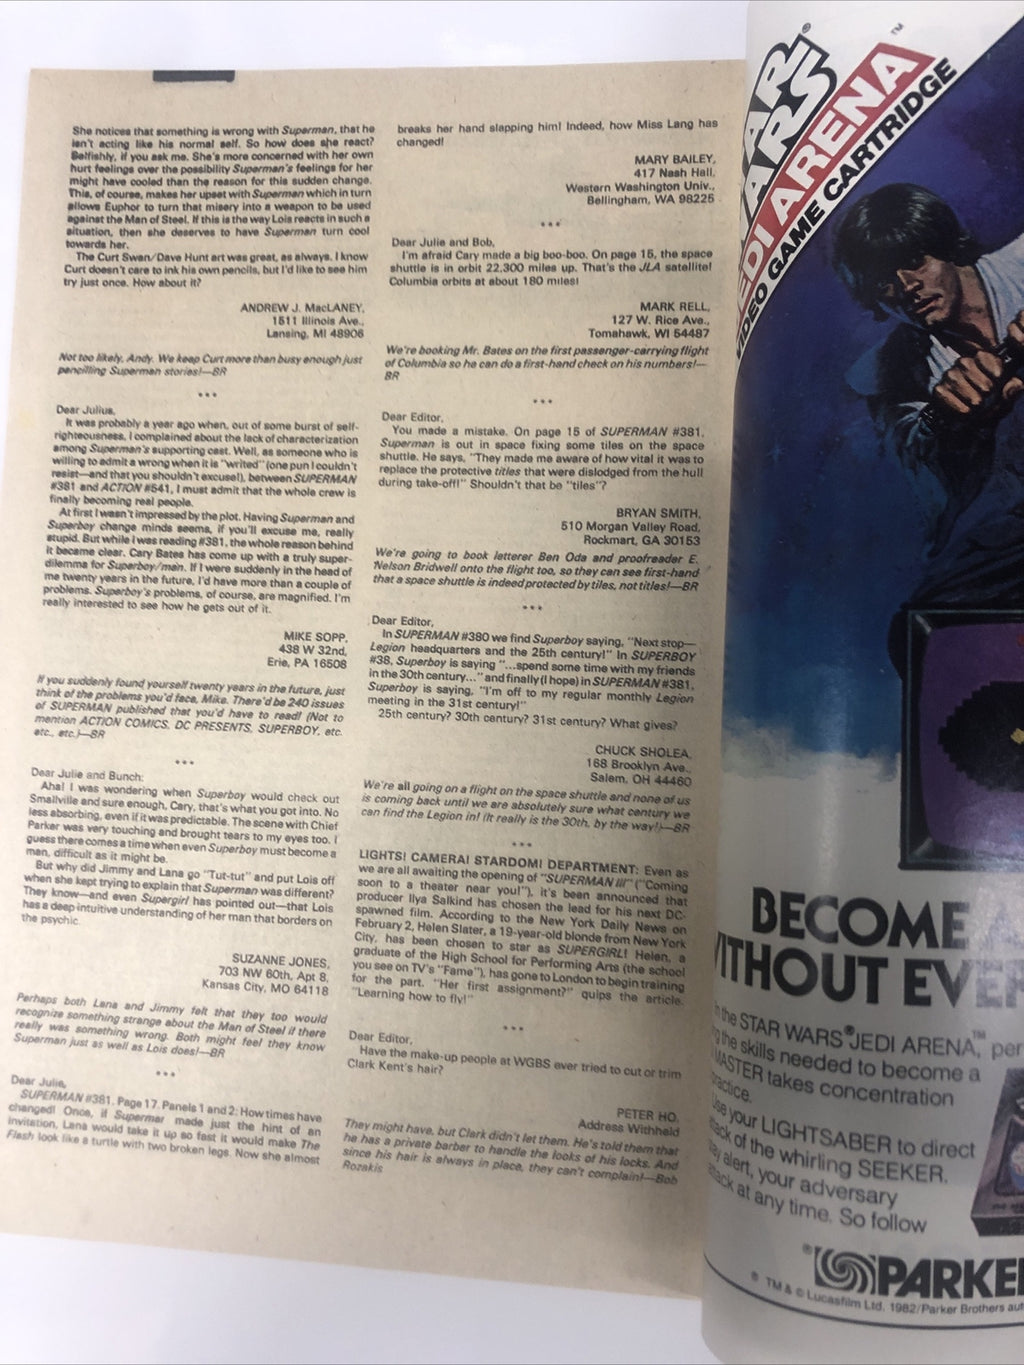 She notices that something is wrong with Superman, that he
isn't acting like his normal self. So how does she react?
Selfishly, if you ask me. She's more concerned with her own
hurt feelings over the possibility Superman's feelings for her
might have cooled than the reason for this sudden change.
This, of course, makes her upset with Superman which in turn
allows Euphor to turn that misery into a weapon to be used
against the Man of Steel. If this is the way Lois reacts in such a
situation, then she deserves to have Superman turn cool
towards her.
The Curt Swan/Dave Hunt art was great, as always. I know
Curt doesn't care to ink his own pencils, but I'd like to see him
try just once. How about it?
ANDREW J. MacLANEY,
1511 Illinois Ave.,
Lansing, MI 48906
Not too likely, Andy. We keep Curt more than busy enough just
pencilling Superman stories!—BR
•••
Dear Julius,
It was probably a year ago when, out of some burst of self-
righteousness, I complained about the lack of characterization
among Superman's supporting cast. Well, as someone who is
willing to admit a wrong when it is "writed" (one pun I couldn't
resist—and that you shouldn't excuse!), between SUPERMAN
#381 and ACTION #541, I must admit that the whole crew is
finally becoming real people.
At first I wasn't impressed by the plot. Having Superman and
Superboy change minds seems, if you'll excuse me, really
stupid. But while I was reading #381, the whole reason behind
it became clear. Cary Bates has come up with a truly super-
dilemma for Superboy/man. If I were suddenly in the head of
me twenty years in the future, I'd have more than a couple of
problems. Superboy's problems, of course, are magnified. I'm
really interested to see how he gets out of it.
MIKE SOPP,
438 W 32nd,
Erie, PA 16508
If you suddenly found yourself twenty years in the future, just
think of the problems you'd face, Mike. There'd be 240 issues
of SUPERMAN published that you'd have to read! (Not to
mention ACTION COMICS, DC PRESENTS, SUPERBOY, etc.
etc., etc.)—BR
•••
Dear Julie and Bunch:
Aha! I was wondering when Superboy would check out
Smallville and sure enough, Cary, that's what you got into. No
less absorbing, even if it was predictable. The scene with Chief
Parker was very touching and brought tears to my eyes too. I
guess there comes a time when even Superboy must become a
man, difficult as it might be.
But why did Jimmy and Lana go "Tut-tut" and put Lois off
when she kept trying to explain that Superman was different?
They know—and even Supergirl has pointed out—that Lois
has a deep intuitive understanding of her man that borders on
the psychic.
SUZANNE JONES,
703 NW 60th, Apt 8,
Kansas City, MO 64118
Perhaps both Lana and Jimmy felt that they too would
recognize something strange about the Man of Steel if there
really was something wrong. Both might feel they know
Superman just as well as Lois does!—BR
•••
Dear Julie,
SUPERMAN #381, Page 17, Panels 1 and 2: How times have
changed! Once, if Superman made just the hint of an
invitation, Lana would take it up so fast it would make The
Flash look like a turtle with two broken legs. Now she almost
breaks her hand slapping him! Indeed, how Miss Lang has
changed!
MARY BAILEY,
417 Nash Hall,
Western Washington Univ.,
Bellingham, WA 98225
•••
Dear Julie and Bob,
I'm afraid Cary made a big boo-boo. On page 15, the space
shuttle is in orbit 22,300 miles up. That's the JLA satellite!
Columbia orbits at about 180 miles!
MARK RELL,
127 W. Rice Ave.,
Tomahawk, WI 54487
We're booking Mr. Bates on the first passenger-carrying flight
of Columbia so he can do a first-hand check on his numbers!—
BR
•••
Dear Editor,
You made a mistake. On page 15 of SUPERMAN #381,
Superman is out in space fixing some tiles on the space
shuttle. He says, "They made me aware of how vital it was to
replace the protective titles that were dislodged from the hull
during take-off!" Shouldn't that be "tiles"?
BRYAN SMITH,
510 Morgan Valley Road,
Rockmart, GA 30153
We're going to book letterer Ben Oda and proofreader E.
Nelson Bridwell onto the flight too, so they can see first-hand
that a space shuttle is indeed protected by tiles, not titles!—BR
•••
Dear Editor,
In SUPERMAN #380 we find Superboy saying, "Next stop—
Legion headquarters and the 25th century!" In SUPERBOY
#38, Superboy is saying "...spend some time with my friends
in the 30th century..." and finally (I hope) in SUPERMAN #381,
Superboy is saying, "I'm off to my regular monthly Legion
meeting in the 31st century!"
25th century? 30th century? 31st century? What gives?
CHUCK SHOLEA,
168 Brooklyn Ave.,
Salem, OH 44460
We're all going on a flight on the space shuttle and none of us
is coming back until we are absolutely sure what century we
can find the Legion in! (It really is the 30th, by the way!)—BR
•••
LIGHTS! CAMERA! STARDOM! DEPARTMENT: Even as
we are all awaiting the opening of "SUPERMAN III" ("Coming
soon to a theater near you!"), it's been announced that
producer Ilya Salkind has chosen the lead for his next DC-
spawned film. According to the New York Daily News on
February 2, Helen Slater, a 19-year-old blonde from New York
City, has been chosen to star as SUPERGIRL! Helen, a
graduate of the High School for Performing Arts (the school
you see on TV's "Fame"), has gone to London to begin training
for the part. "Her first assignment?" quips the article.
"Learning how to fly!"
•••
Dear Editor,
Have the make-up people at WGBS ever tried to cut or trim
Clark Kent's hair?
PETER HO,
Address Withheld
They might have, but Clark didn't let them. He's told them that
he has a private barber to handle the looks of his locks. And
since his hair is always in place, they can't complain!—Bob
Rozakis
STAR WARS®
JEDI ARENA™
VIDEO GAME CARTRIDGE
BECOME
WITHOUT EVER
the STAR WARS® JEDI ARENA,™ per
the skills needed to become a
MASTER takes concentration
practice.
Use your LIGHTSABER to direct
attack of the whirling SEEKER.
alert, your adversary
attack at any time. So follow
PARKE
® TM & © Lucasfilm Ltd. 1982/Parker Brothers aut